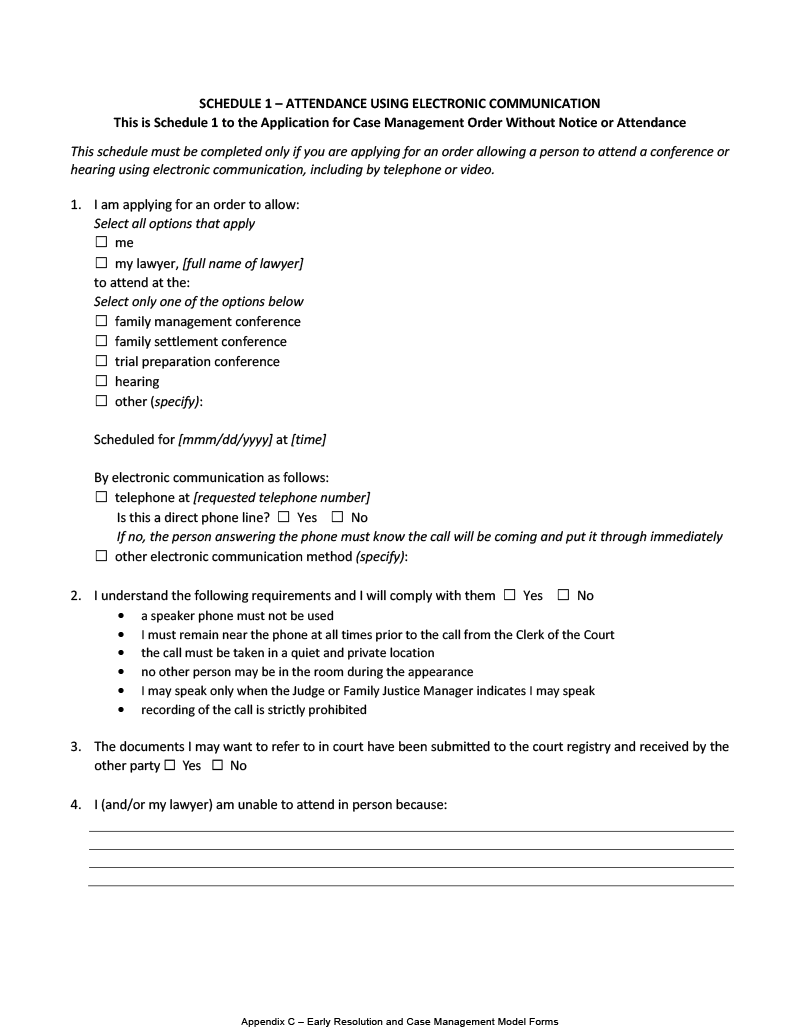 SCHEDULE 1 – ATTENDANCE USING ELECTRONIC COMMUNICATION
This is Schedule 1 to the Application for Case Management Order Without Notice or Attendance
This schedule must be completed only if you are applying for an order allowing a person to attend a conference or
hearing using electronic communication, including by telephone or video.
1. I am applying for an order to allow:
Select all options that apply
☐ me
☐ my lawyer, [full name of lawyer]
to attend at the:
Select only one of the options below
☐ family management conference
☐ family settlement conference
☐ trial preparation conference
☐ hearing
☐ other (specify):
Scheduled for [mmm/dd/yyyy] at [time]
By electronic communication as follows:
☐ telephone at [requested telephone number]
Is this a direct phone line? ☐ Yes ☐ No
If no, the person answering the phone must know the call will be coming and put it through immediately
☐ other electronic communication method (specify):
2. I understand the following requirements and I will comply with them ☐ Yes ☐ No
• a speaker phone must not be used
• I must remain near the phone at all times prior to the call from the Clerk of the Court
• the call must be taken in a quiet and private location
• no other person may be in the room during the appearance
• I may speak only when the Judge or Family Justice Manager indicates I may speak
• recording of the call is strictly prohibited
3. The documents I may want to refer to in court have been submitted to the court registry and received by the
other party ☐ Yes ☐ No
4. I (and/or my lawyer) am unable to attend in person because:
Appendix C – Early Resolution and Case Management Model Forms